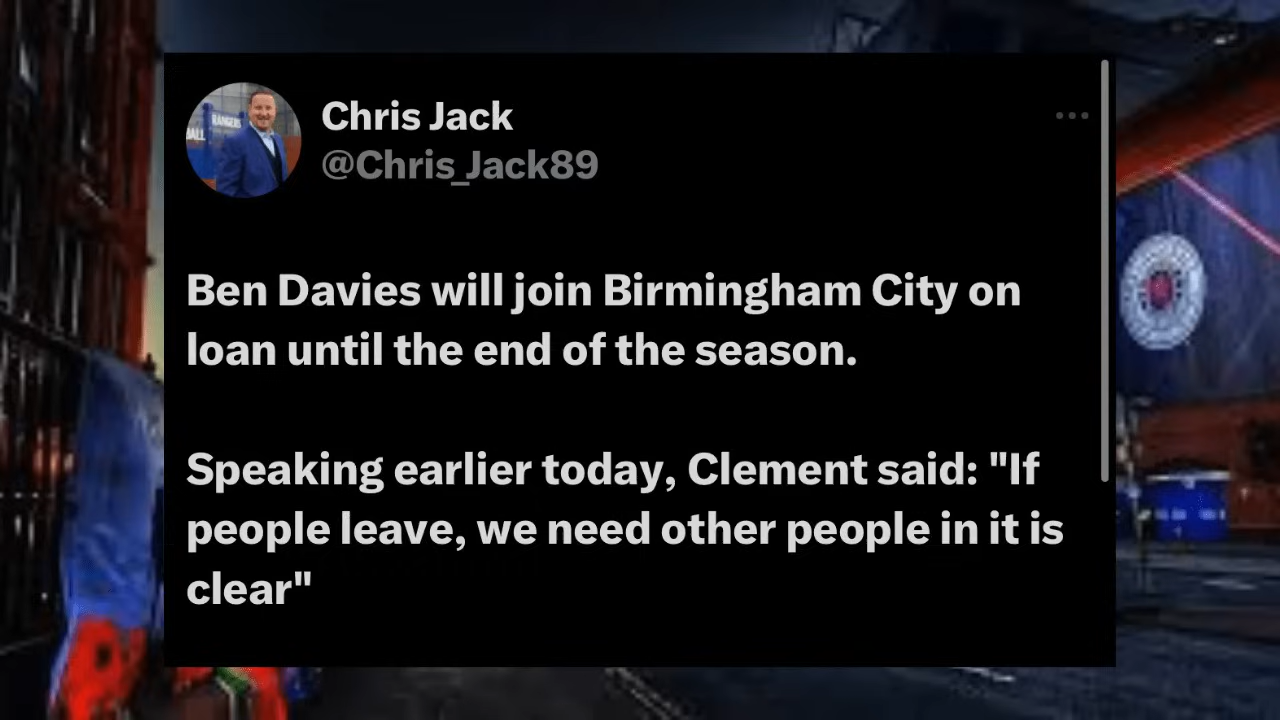 Chris Jack
@Chris_Jack89
Ben Davies will join Birmingham City on
loan until the end of the season.
Speaking earlier today, Clement said: "If
people leave, we need other people in it is
clear"
RANGERS